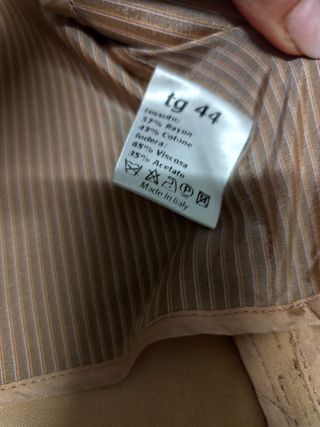 tg 44
tessuto:
57% Rayon
43% Cotone
fodera:
65% Viscosa
35% Acetato
Made in Italy